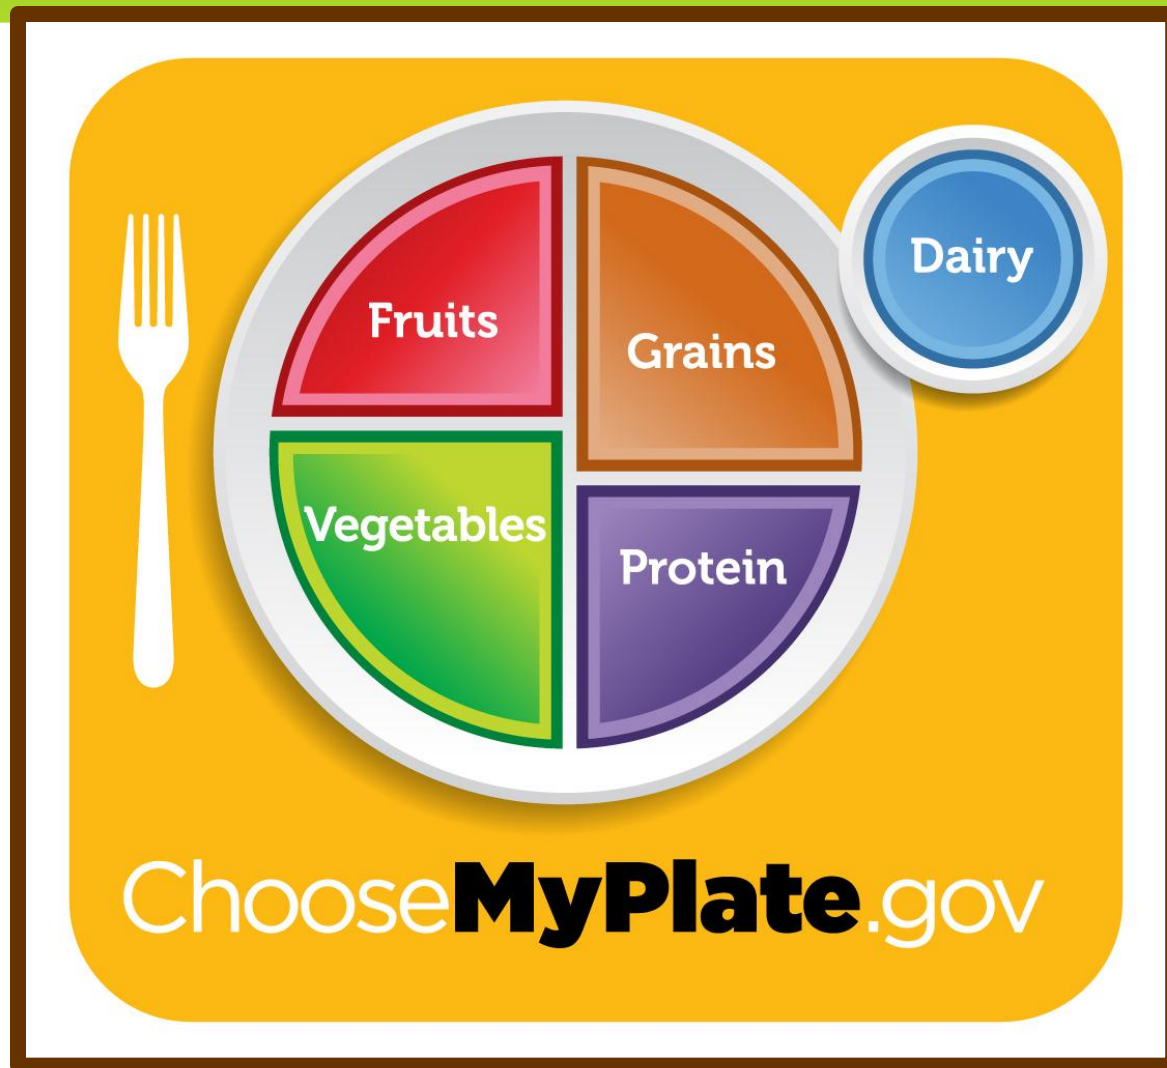 Dairy
Fruits
Grains
Vegetables
Protein
ChooseMyPlate.gov